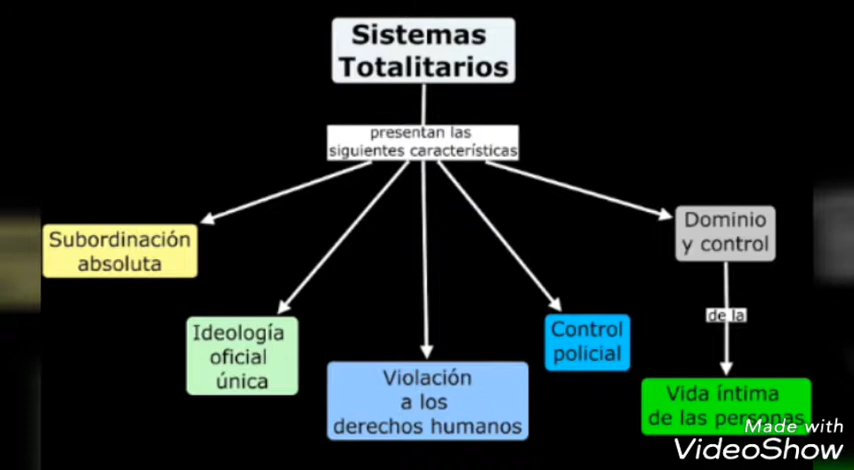 Sistemas
Totalitarios
presentan las
siguientes características
Subordinación
absoluta
Ideología
oficial
única
Violación
a los
derechos humanos
Control
policial
Dominio
y control
de la
Vida íntima
de las personas
Made with
VideoShow